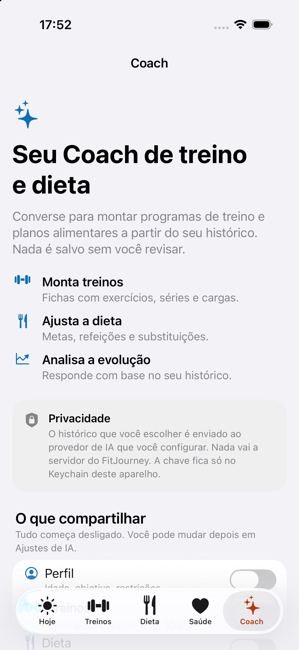 17:52
Coach
Seu Coach de treino
e dieta
Converse para montar programas de treino e
planos alimentares a partir do seu histórico.
Nada é salvo sem você revisar.
Monta treinos
Fichas com exercícios, séries e cargas.
Ajusta a dieta
Metas, refeições e substituições.
Analisa a evolução
Responde com base no seu histórico.
Privacidade
O histórico que você escolher é enviado ao
provedor de IA que você configurar. Nada vai a
servidor do FitJourney. A chave fica só no
Keychain deste aparelho.
O que compartilhar
Tudo começa desligado. Você pode mudar depois em
Ajustes de IA.
Perfil
Idade, objetivo, restrições
Hoje
Treinos
Dieta
Saúde
Coach
Dieta